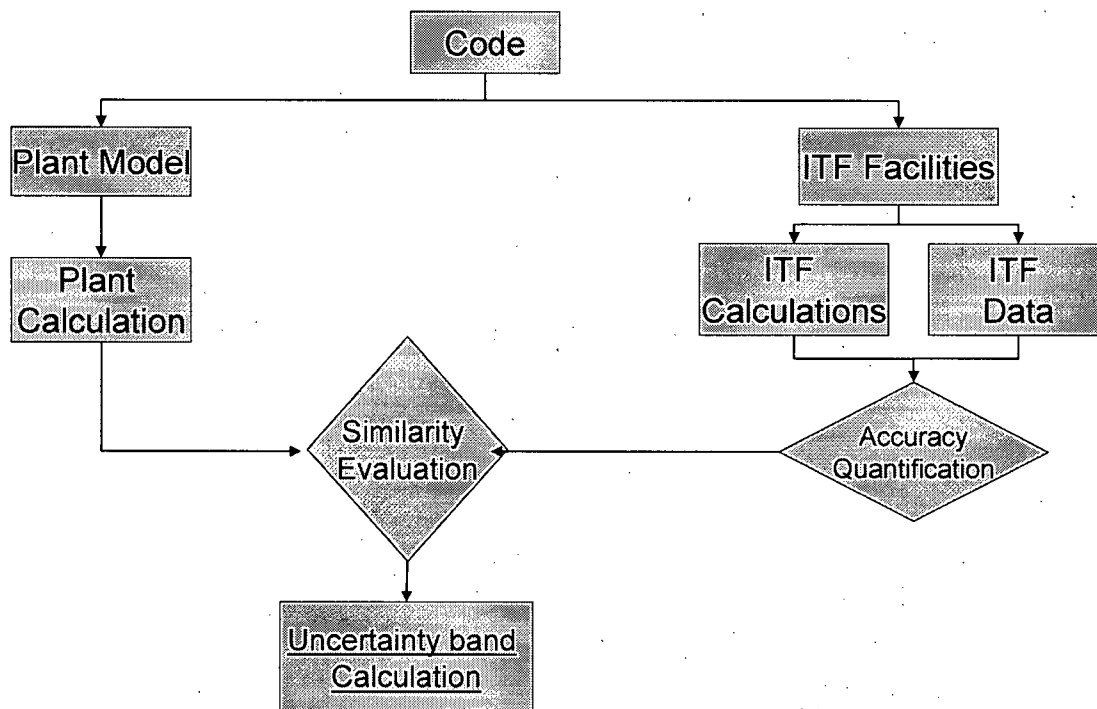 Code
Plant Model
ITF Facilities
Plant
Calculation
ITF
Calculations
ITF
Data
Similarity
Evaluation
Accuracy
Quantification
Uncertainty band
Calculation